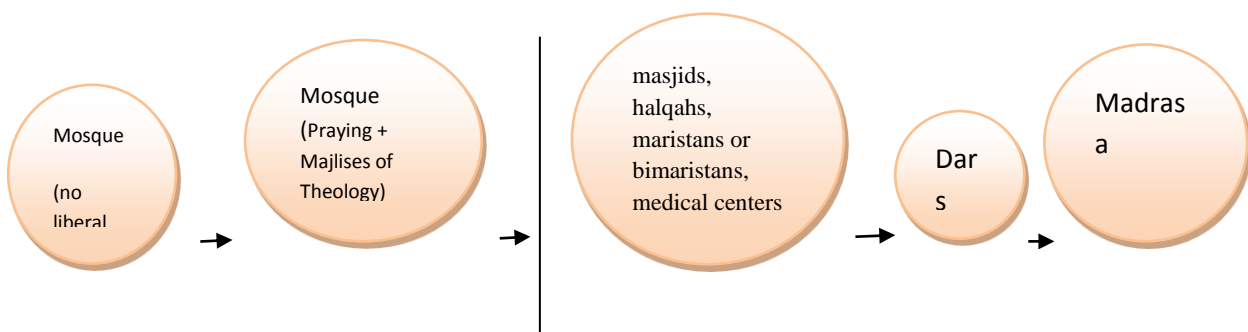 Mosque
(no
liberal
Mosque
(Praying +
Majlises of
Theology)
masjids,
halqahs,
maristans or
bimaristans,
medical centers
Dar
s
Madras
a